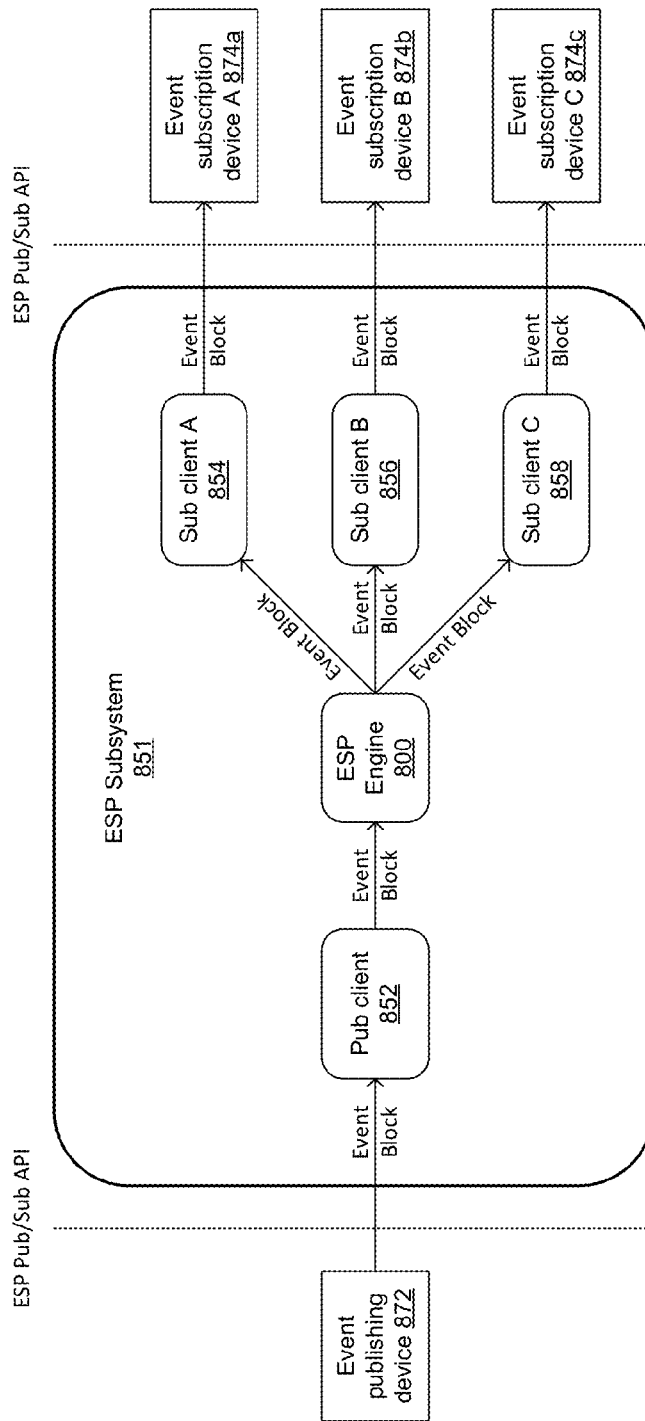 ESP Pub/Sub API
ESP Pub/Sub API
ESP Subsystem
851
Event
publishing
device 872
Event
Block
Pub client
852
Event
Block
ESP
Engine
800
Event Block
Event
Block
Event Block
Sub client A
854
Sub client B
856
Sub client C
858
Event
Block
Event
Block
Event
Block
Event
subscription
device A 874a
Event
subscription
device B 874b
Event
subscription
device C 874c